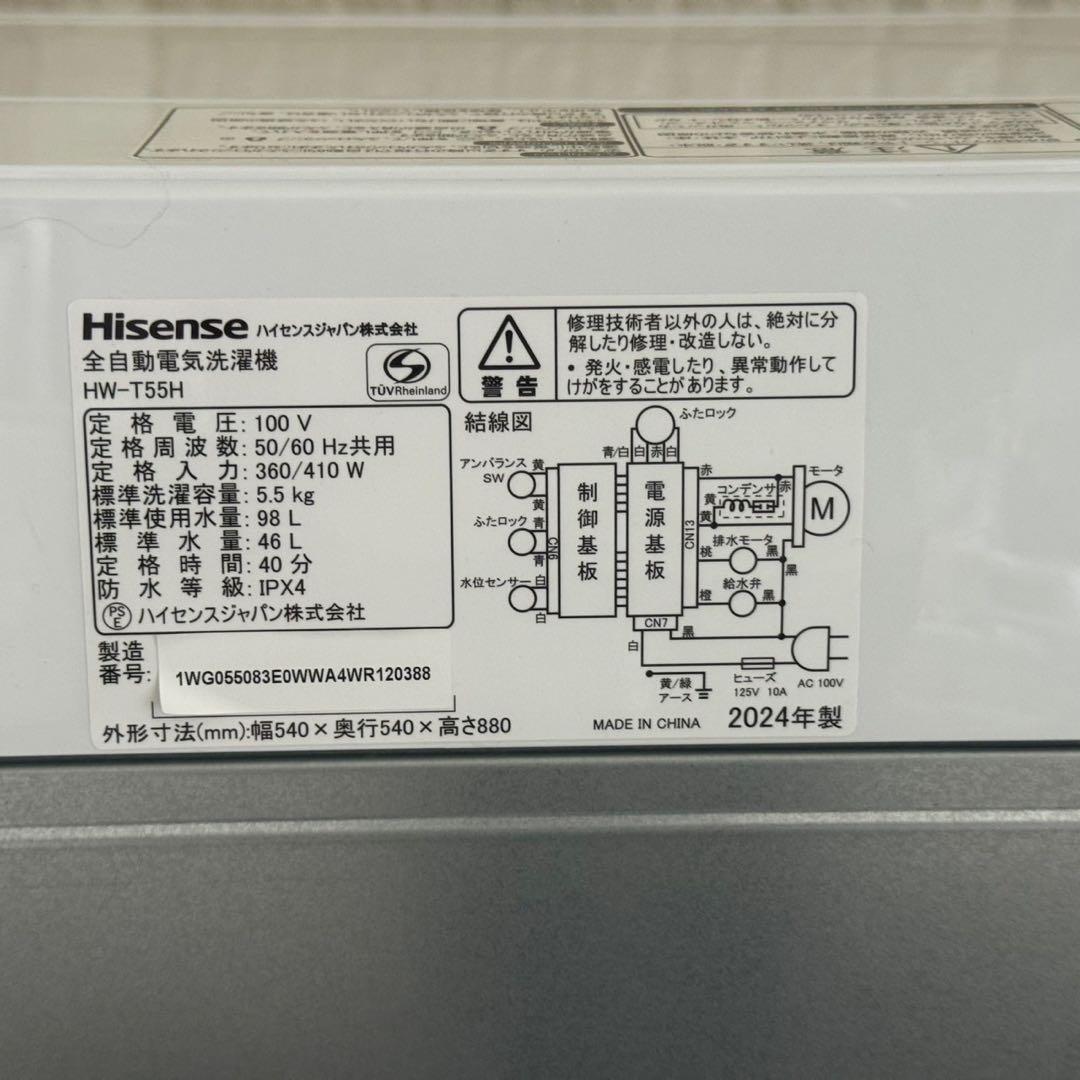 注意
Hisense ハイセンスジャパン株式会社
全自動電気洗濯機
HW-T55H
TÜVRheinland
定格電圧:100 V
定格周波数:50/60 Hz共用
定格入力:360/410 W
標準洗濯容量:5.5 kg
標準使用水量:98 L
標準水量:46 L
定格時間:40分
防水等級:IPX4
PSE ハイセンスジャパン株式会社
製造
番号:
1WG055083E0WWA4WR120388
外形寸法(mm):幅540×奥行540×高さ880
警告
修理技術者以外の人は、絶対に分
解したり修理・改造しない。
・発火・感電したり、異常動作して
けがをすることがあります。
結線図
ふたロック
青/白 白 赤 白
アンバランス
SW
黄
黄
ふたロック
青
青
水位センサー
白
白
CN6
制御基板
電源基板
CN13
CN7
赤
コンデンサ
赤
黄
黄
モータ
M
排水モータ
桃
黒
黒
給水弁
橙
黒
白
黒
黄/緑
アース
ヒューズ
125V 10A
AC 100V
MADE IN CHINA
2024年製